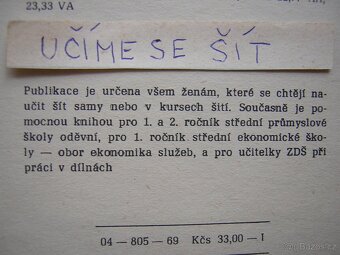 23,33 VA
UČÍME SE ŠÍT
Publikace je určena všem ženám, které se chtějí na-
učit šít samy nebo v kursech šití. Současně je po-
mocnou knihou pro 1. a 2. ročník střední průmyslové
školy oděvní, pro 1. ročník střední ekonomické ško-
ly — obor ekonomika služeb, a pro učitelky ZDŠ při
práci v dílnách
04 — 805 — 69 Kčs 33,00 — I